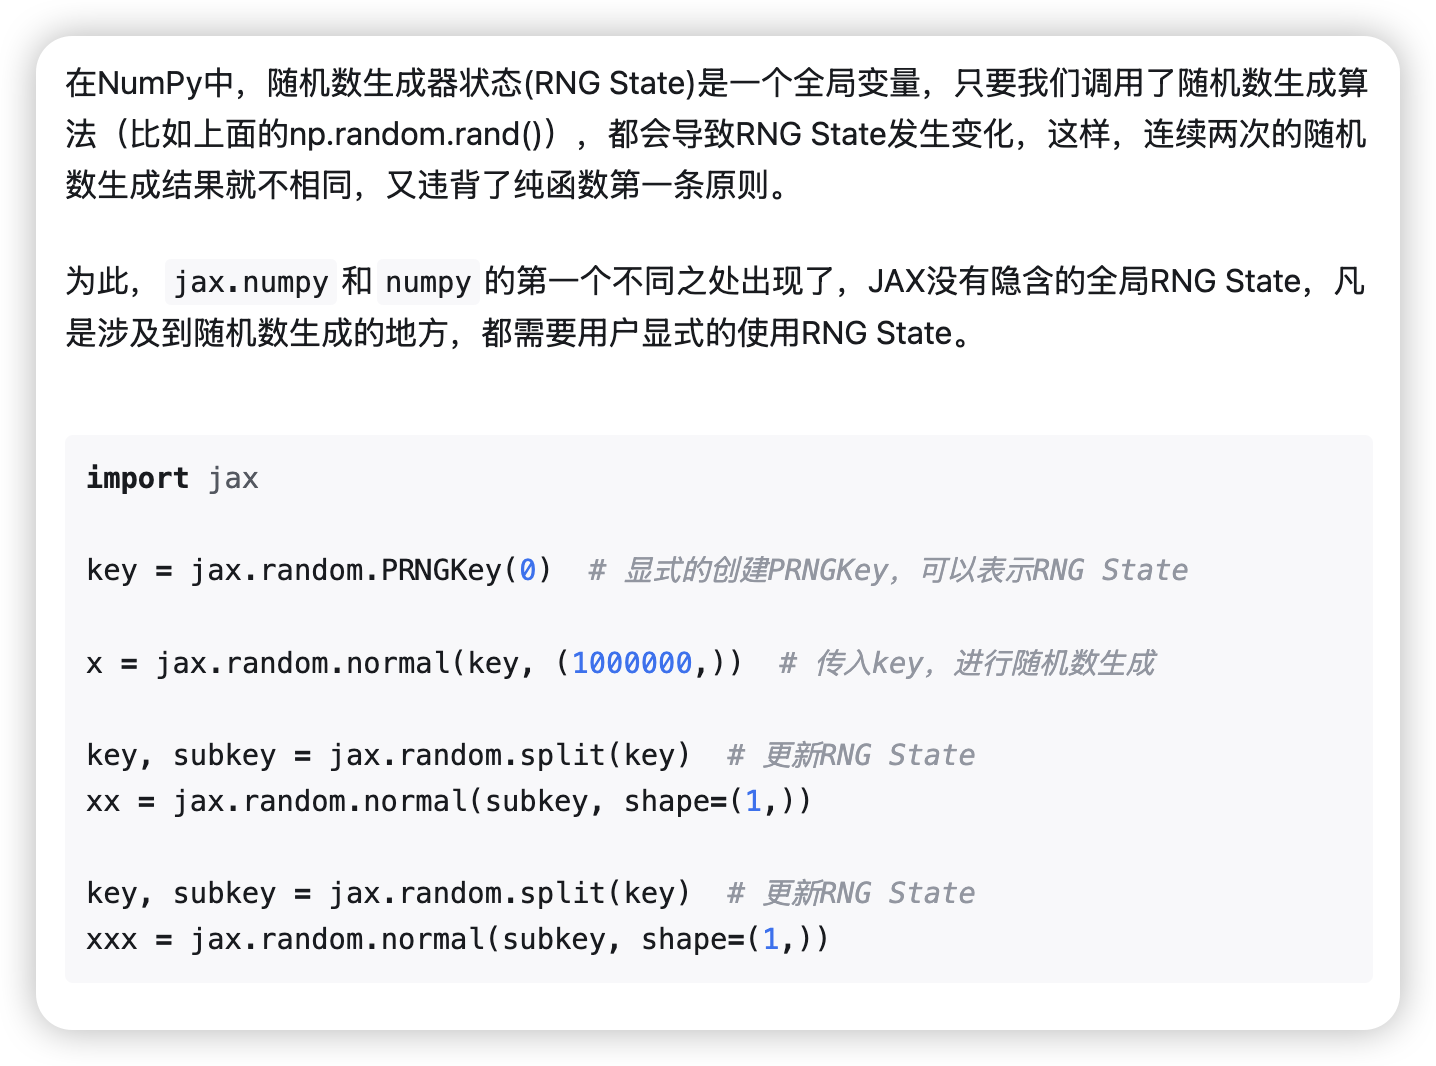 在NumPy中，随机数生成器状态(RNG State)是一个全局变量，只要我们调用了随机数生成算
法（比如上面的np.random.rand()），都会导致RNG State发生变化，这样，连续两次的随机
数生成结果就不相同，又违背了纯函数第一条原则。
为此， jax.numpy 和 numpy 的第一个不同之处出现了，JAX没有隐含的全局RNG State，凡
是涉及到随机数生成的地方，都需要用户显式的使用RNG State。
import jax
key = jax.random.PRNGKey(0)  # 显式的创建PRNGKey，可以表示RNG State
x = jax.random.normal(key, (1000000,))  # 传入key，进行随机数生成
key, subkey = jax.random.split(key)  # 更新RNG State
xx = jax.random.normal(subkey, shape=(1,))
key, subkey = jax.random.split(key)  # 更新RNG State
xxx = jax.random.normal(subkey, shape=(1,))